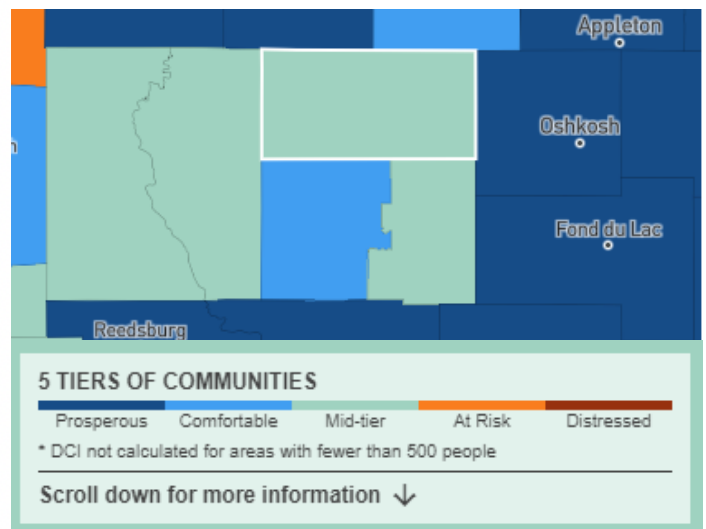 Appleton
Oshkosh
Fond du Lac
Reedsburg
5 TIERS OF COMMUNITIES
Prosperous Comfortable Mid-tier At Risk Distressed
* DCI not calculated for areas with fewer than 500 people
Scroll down for more information ↓